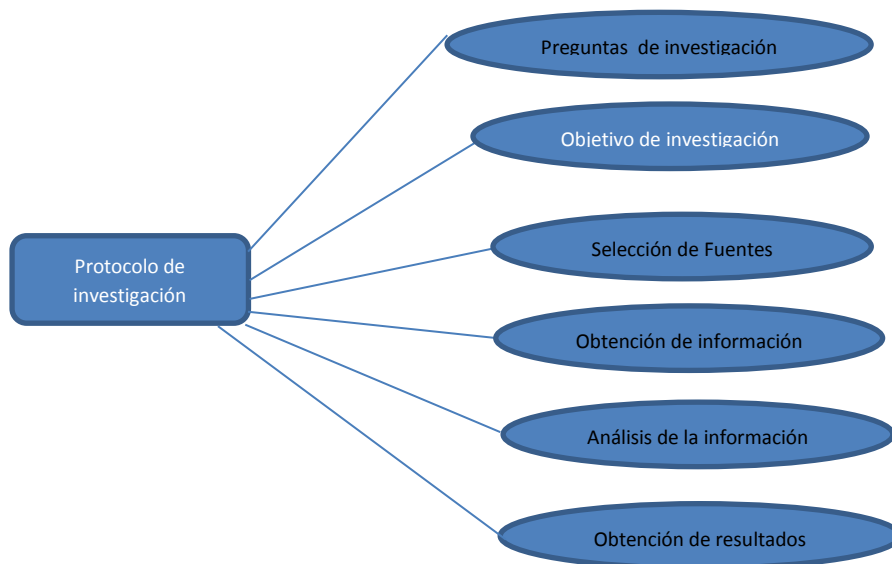 Preguntas de investigación
Objetivo de investigación
Protocolo de
investigación
Selección de Fuentes
Obtención de información
Análisis de la información
Obtención de resultados